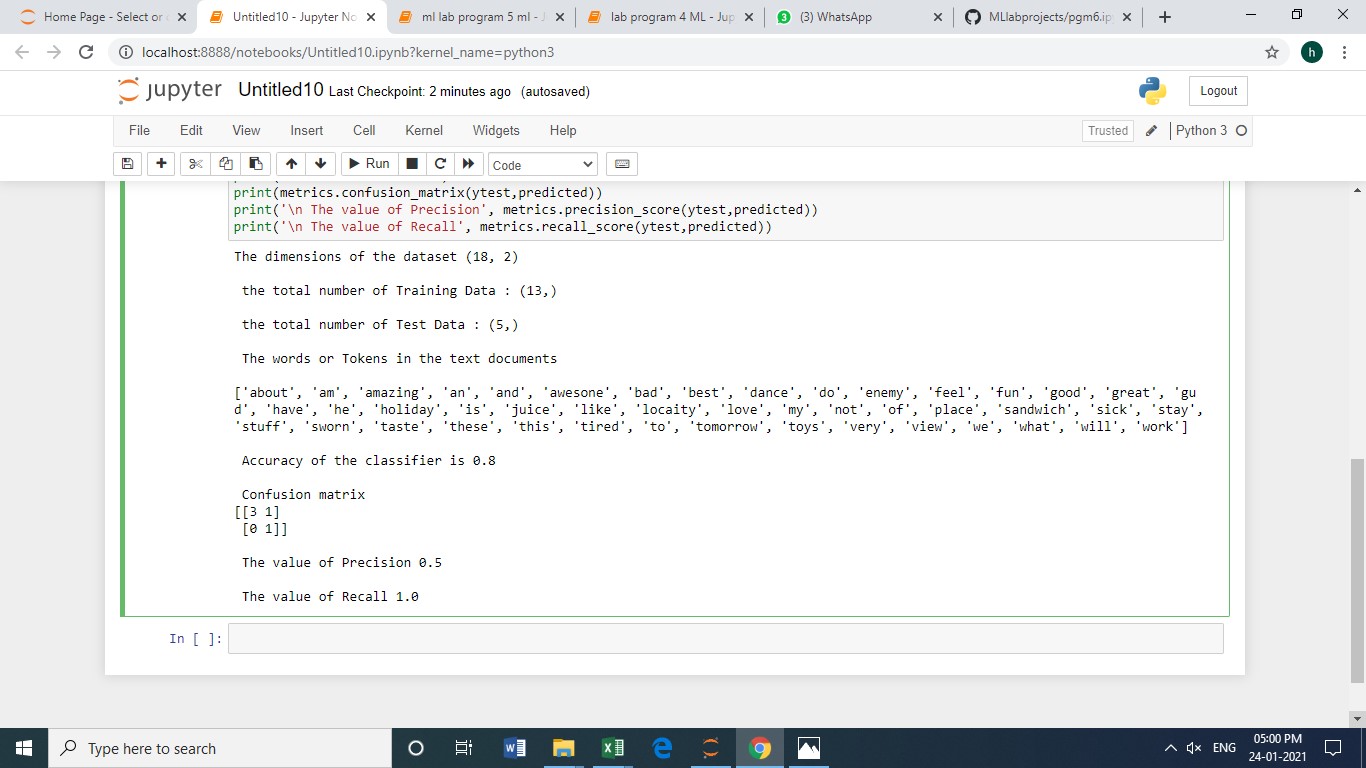 Home Page - Select or
Untitled10 - Jupyter No
ml lab program 5 ml - J
lab program 4 ML - Jup
(3) WhatsApp
MLlabprojects/pgm6.ip
localhost:8888/notebooks/Untitled10.ipynb?kernel_name=python3
h
jupyter Untitled10 Last Checkpoint: 2 minutes ago (autosaved)
Logout
File Edit View Insert Cell Kernel Widgets Help
Trusted
Python 3
Run
Code
print(metrics.confusion_matrix(ytest,predicted))
print('\n The value of Precision', metrics.precision_score(ytest,predicted))
print('\n The value of Recall', metrics.recall_score(ytest,predicted))
The dimensions of the dataset (18, 2)
the total number of Training Data : (13,)
the total number of Test Data : (5,)
The words or Tokens in the text documents
['about', 'am', 'amazing', 'an', 'and', 'awesone', 'bad', 'best', 'dance', 'do', 'enemy', 'feel', 'fun', 'good', 'great', 'gu
d', 'have', 'he', 'holiday', 'is', 'juice', 'like', 'locaity', 'love', 'my', 'not', 'of', 'place', 'sandwich', 'sick', 'stay',
'stuff', 'sworn', 'taste', 'these', 'this', 'tired', 'to', 'tomorrow', 'toys', 'very', 'view', 'we', 'what', 'will', 'work']
Accuracy of the classifier is 0.8
Confusion matrix
[[3 1]
[0 1]]
The value of Precision 0.5
The value of Recall 1.0
In [ ]:
Type here to search
ENG
05:00 PM
24-01-2021